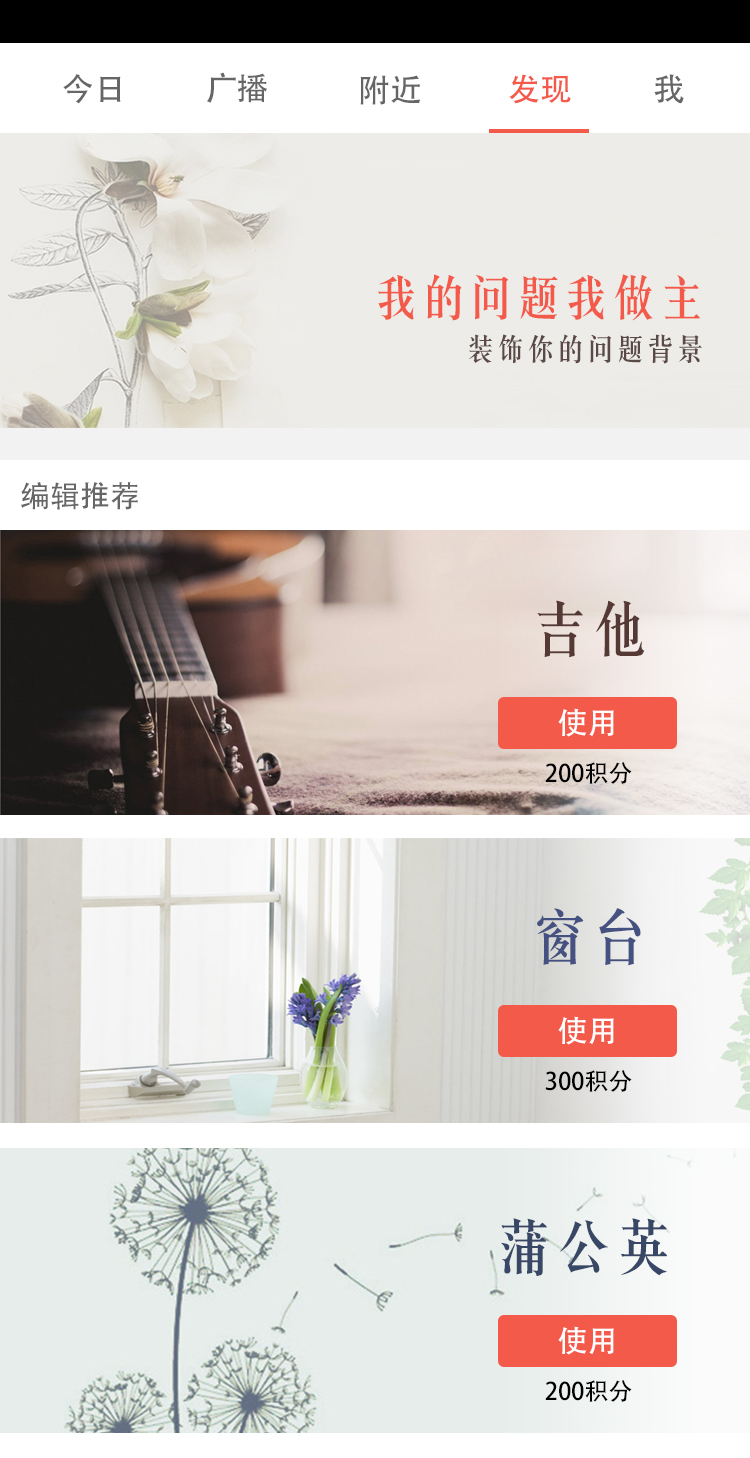 今日 广播 附近 发现 我
我的问题我做主
装饰你的问题背景
编辑推荐
吉他
使用
200积分
窗台
使用
300积分
蒲公英
使用
200积分